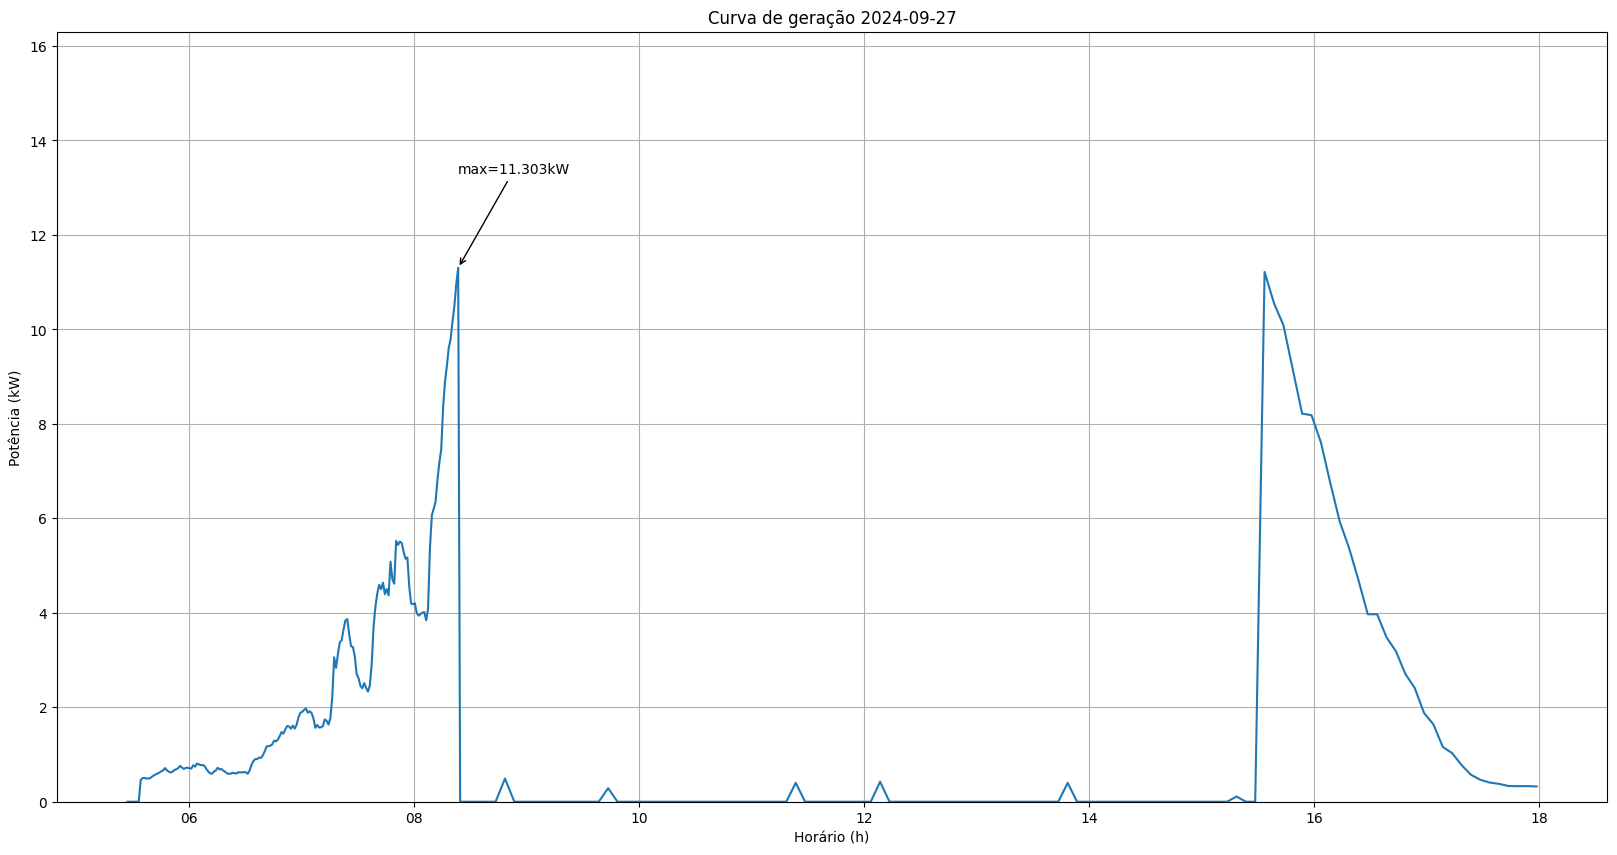 Curva de geração 2024-09-27
16
14
max=11.303kW
12
10
8
6
4
2
0
Potência (kW)
06 08 10 12 14 16 18
Horário (h)